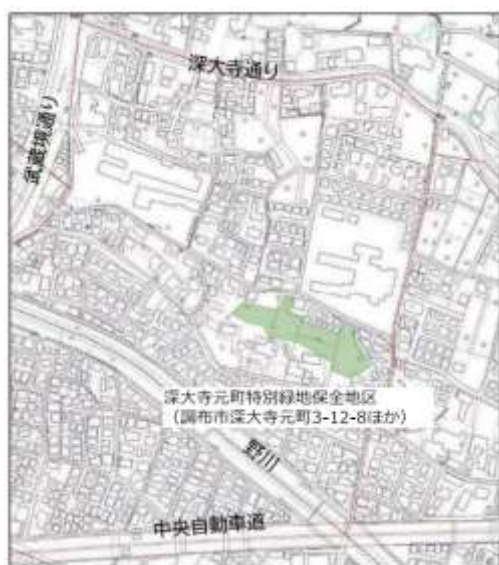 深大寺通り
武蔵境通り
深大寺元町特別緑地保全地区
（調布市深大寺元町3-12-8ほか）
野川
中央自動車道